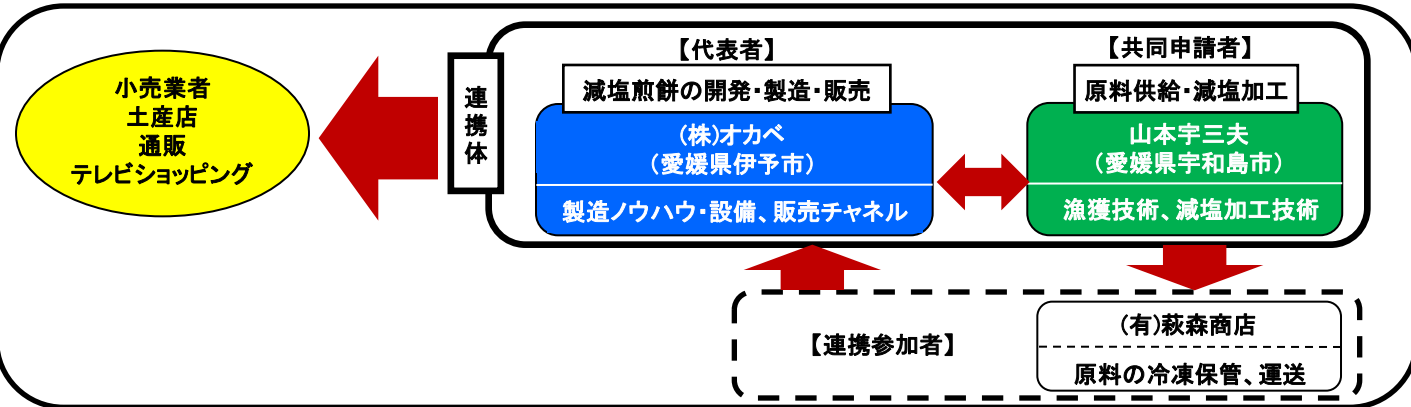 小売業者
土産店
通販
テレビショッピング
連携体
【代表者】
減塩煎餅の開発・製造・販売
(株)オカベ
(愛媛県伊予市)
製造ノウハウ・設備、販売チャネル
【共同申請者】
原料供給・減塩加工
山本宇三夫
(愛媛県宇和島市)
漁獲技術、減塩加工技術
【連携参加者】
(有)萩森商店
原料の冷凍保管、運送